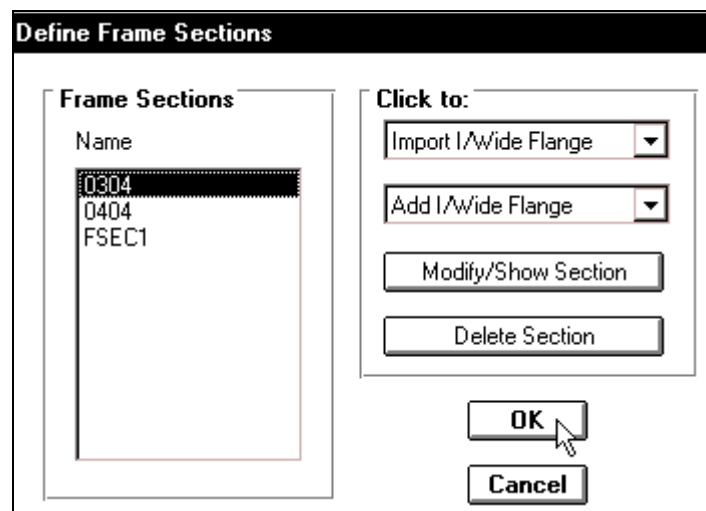 Define Frame Sections
Frame Sections
Name
0304
0404
FSEC1
Click to:
Import I/Wide Flange
Add I/Wide Flange
Modify/Show Section
Delete Section
OK
Cancel